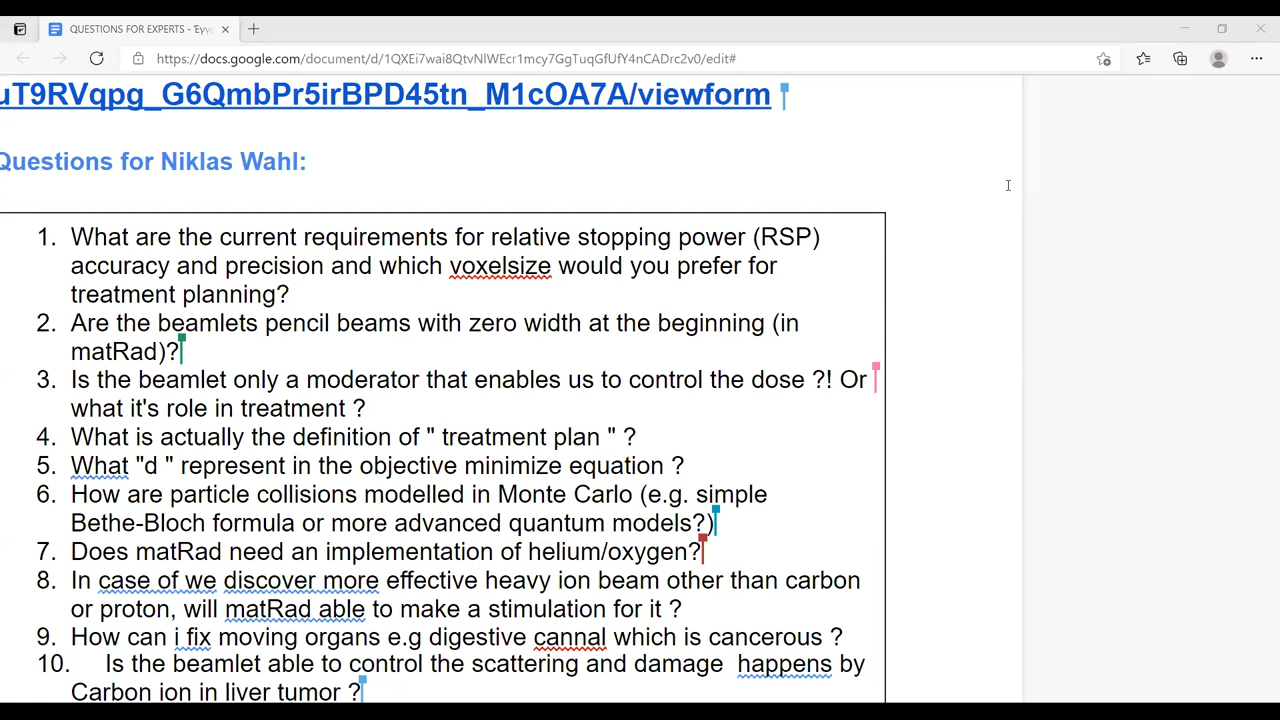 QUESTIONS FOR EXPERTS - Έγγ
https://docs.google.com/document/d/1QXEi7wai8QtvNlWEcr1mcy7GgTuqGfUfY4nCADrc2v0/edit#
uT9RVqpg_G6QmbPr5irBPD45tn_M1cOA7A/viewform
Questions for Niklas Wahl:
1. What are the current requirements for relative stopping power (RSP)
accuracy and precision and which voxelsize would you prefer for
treatment planning?
2. Are the beamlets pencil beams with zero width at the beginning (in
matRad)?
3. Is the beamlet only a moderator that enables us to control the dose ?! Or
what it's role in treatment ?
4. What is actually the definition of " treatment plan " ?
5. What "d " represent in the objective minimize equation ?
6. How are particle collisions modelled in Monte Carlo (e.g. simple
Bethe-Bloch formula or more advanced quantum models?)
7. Does matRad need an implementation of helium/oxygen?
8. In case of we discover more effective heavy ion beam other than carbon
or proton, will matRad able to make a stimulation for it ?
9. How can i fix moving organs e.g digestive cannal which is cancerous ?
10. Is the beamlet able to control the scattering and damage happens by
Carbon ion in liver tumor ?